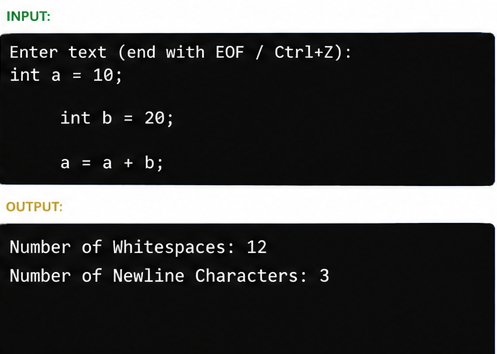 INPUT:
Enter text (end with EOF / Ctrl+Z):
int a = 10;
int b = 20;
a = a + b;
OUTPUT:
Number of Whitespaces: 12
Number of Newline Characters: 3